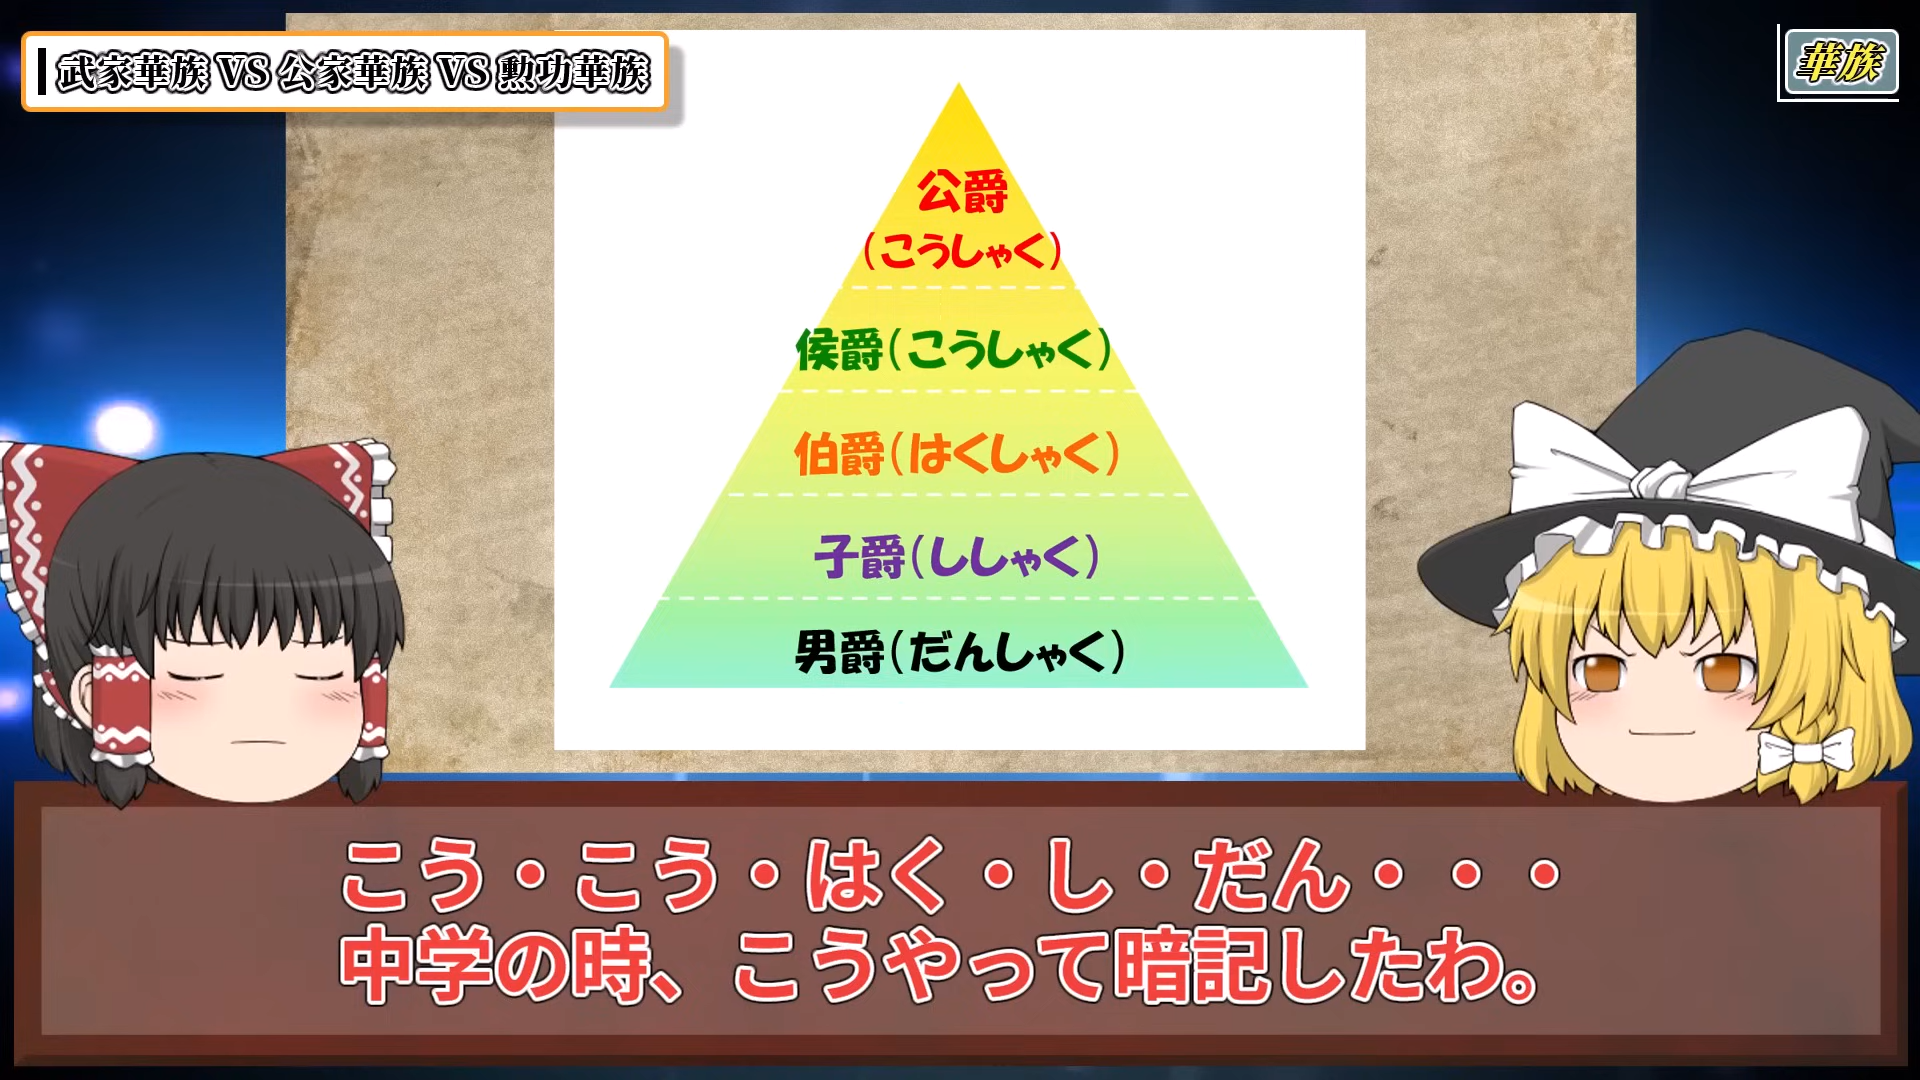 武家華族 VS 公家華族 VS 勲功華族
華族
公爵
(こうしゃく)
侯爵(こうしゃく)
伯爵(はくしゃく)
子爵(ししゃく)
男爵(だんしゃく)
こう・こう・はく・し・だん・・・
中学の時、こうやって暗記したわ。